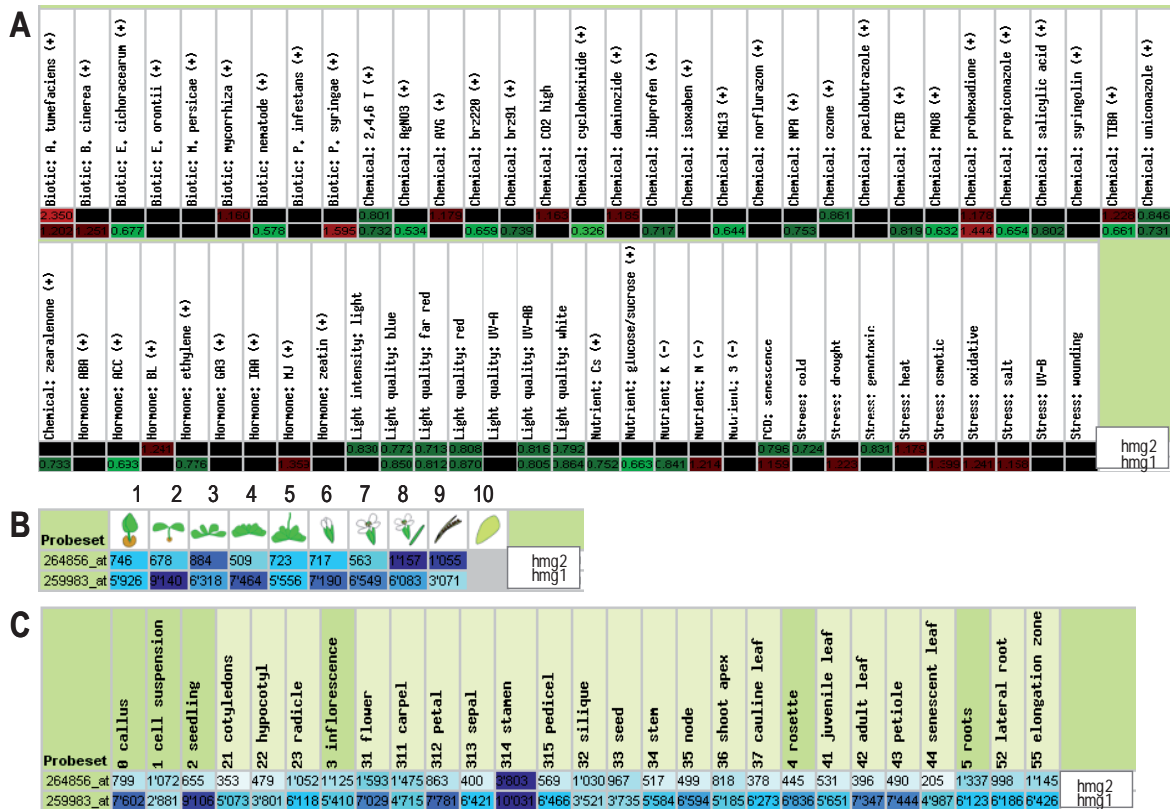 A
Biotic: A. tumefaciens (+)
Biotic: B. cinerea (+)
Biotic: E. cichoracearum (+)
Biotic: E. orontii (+)
Biotic: M. persicae (+)
Biotic: Mycorrhiza (+)
Biotic: nematode (+)
Biotic: P. infestans (+)
Biotic: P. syringae (+)
Chemical: 2,4,6 T (+)
Chemical: AgNO3 (+)
Chemical: AVG (+)
Chemical: brz220 (+)
Chemical: brz91 (+)
Chemical: CO2 high
Chemical: cycloheximide (+)
Chemical: daminozide (+)
Chemical: ibuprofen (+)
Chemical: isoxaben (+)
Chemical: MG13 (+)
Chemical: norflurazon (+)
Chemical: NPA (+)
Chemical: ozone (+)
Chemical: paclobutrazole (+)
Chemical: PCIB (+)
Chemical: PNO8 (+)
Chemical: prohexadione (+)
Chemical: propiconazole (+)
Chemical: salicylic acid (+)
Chemical: syringolin (+)
Chemical: TIBA (+)
Chemical: uniconazole (+)
2.350 1.160 0.801 1.179 1.163 1.185 0.861 1.178 1.228 0.846
1.202 1.251 0.677 0.578 1.595 0.732 0.534 0.659 0.739 0.326 0.717 0.644 0.753 0.819 0.632 1.444 0.654 0.802 0.661 0.731
Chemical: zearalenone (+)
Hormone: ABA (+)
Hormone: ACC (+)
Hormone: BL (+)
Hormone: ethylene (+)
Hormone: GA3 (+)
Hormone: IAA (+)
Hormone: MJ (+)
Hormone: zeatin (+)
Light intensity: light
Light quality: blue
Light quality: far red
Light quality: red
Light quality: UV-A
Light quality: UV-AB
Light quality: white
Nutrient: Cs (+)
Nutrient: glucose/sucrose (+)
Nutrient: K (-)
Nutrient: N (-)
Nutrient: S (-)
PCD: senescence
Stress: cold
Stress: drought
Stress: genotoxic
Stress: heat
Stress: osmotic
Stress: oxidative
Stress: salt
Stress: UV-B
Stress: wounding
1.241 0.830 0.772 0.713 0.808 0.816 0.792 0.796 0.724 0.831 1.179 hmg2
0.733 0.693 0.776 1.359 0.850 0.812 0.870 0.805 0.864 0.752 0.663 0.841 1.214 1.159 1.241 hmg1
1 2 3 4 5 6 7 8 9 10
B
Probeset
264856_at 746 678 884 509 723 717 563 1'157 1'055 hmg2
259983_at 5'926 9'140 6'318 7'464 5'556 7'190 6'549 6'083 3'071 hmg1
C
Probeset
0 callus
1 cell suspension
2 seedling
21 cotyledons
22 hypocotyl
23 radicle
3 inflorescence
31 flower
311 carpel
312 petal
313 sepal
314 stamen
315 pedicel
32 silique
33 seed
34 stem
35 node
36 shoot apex
37 cauline leaf
4 rosette
41 juvenile leaf
42 adult leaf
43 petiole
44 senescent leaf
5 roots
52 lateral root
55 elongation zone
264856_at 799 1'072 655 353 479 1'052 1'125 1'593 1'475 863 400 3'803 569 1'030 967 517 499 818 378 445 531 396 490 205 1'337 998 1'145 hmg2
259983_at 7'602 2'881 9'106 5'073 3'801 6'118 5'410 7'029 4'715 7'781 6'421 10'031 6'466 3'521 3'735 5'584 6'594 5'185 6'273 6'836 5'651 7'347 7'444 4'987 6'123 6'186 6'426 hmg1